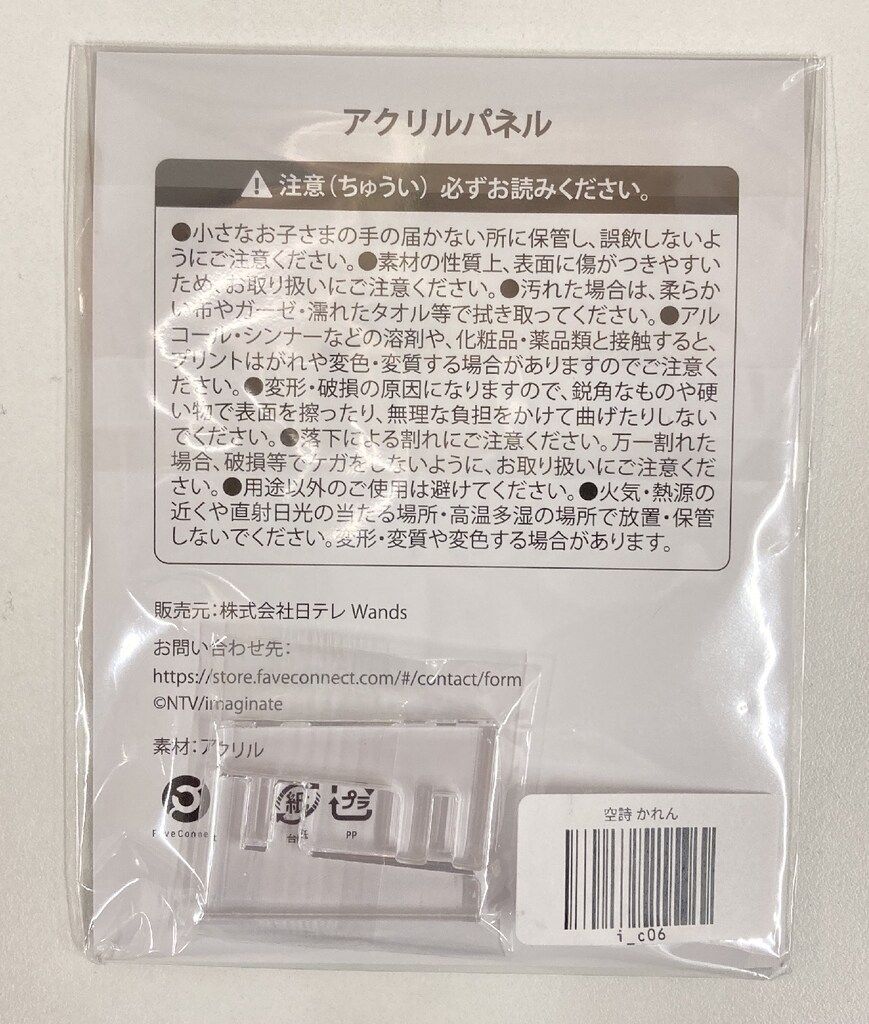 アクリルパネル
注意(ちゅうい) 必ずお読みください。
●小さなお子さまの手の届かない所に保管し、誤飲しないよ
うにご注意ください。●素材の性質上、表面に傷がつきやすい
ため、お取り扱いにご注意ください。●汚れた場合は、柔らか
い布やガーゼ・濡れたタオル等で拭き取ってください。●アル
コール・シンナーなどの溶剤や、化粧品・薬品類と接触すると、
プリントはがれや変色・変質する場合がありますのでご注意く
ださい。●変形・破損の原因になりますので、鋭角なものや硬
い物で表面を擦ったり、無理な負担をかけて曲げたりしない
でください。●落下による割れにご注意ください。万一割れた
場合、破損等でケガをしないように、お取り扱いにご注意くだ
さい。●用途以外のご使用は避けてください。●火気・熱源の
近くや直射日光の当たる場所・高温多湿の場所で放置・保管
しないでください。変形・変質や変色する場合があります。
販売元:株式会社日テレ Wands
お問い合わせ先:
https://store.faveconnect.com/#/contact/form
©NTV/imaginate
素材:アクリル
FaveConnect
紙
台紙
プラ
PP
空詩 かれん
i_c06